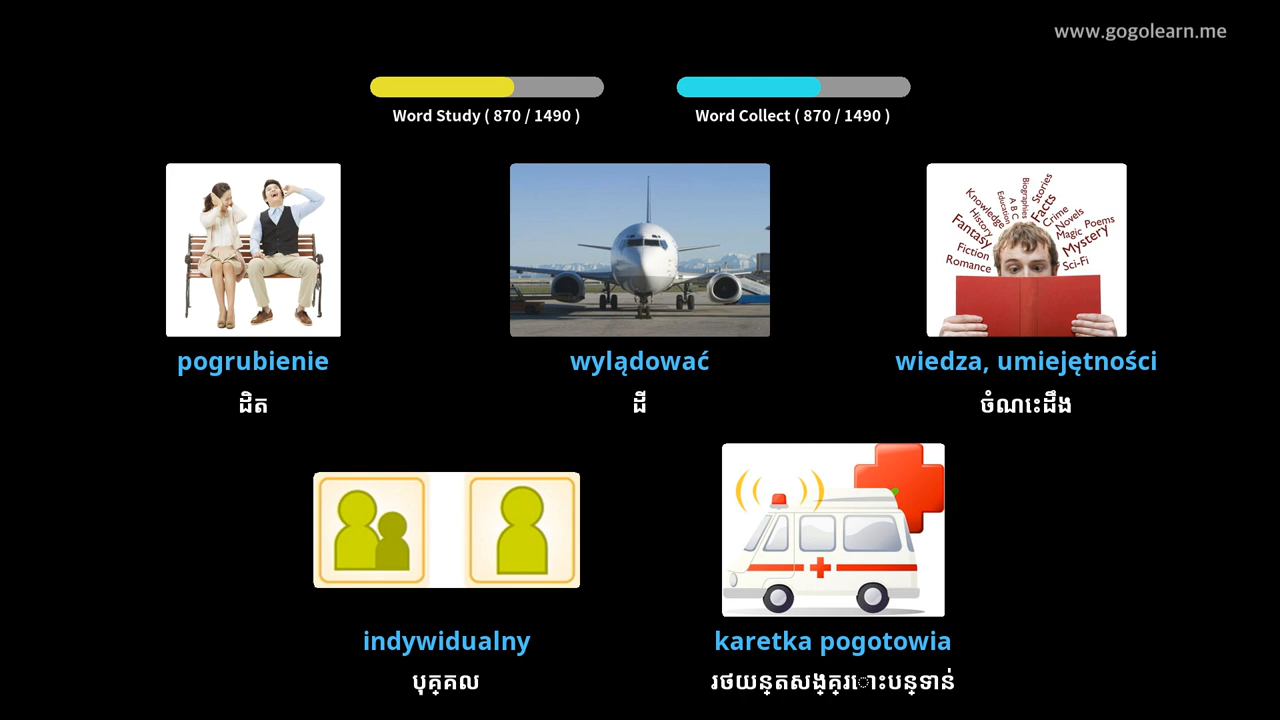 www.gogolearn.me
Word Study ( 870 / 1490 )
Word Collect ( 870 / 1490 )
Stories
Biographies
Education
A B C
Facts
Knowledge
History
Crime
Novels
Fantasy
Magic
Poems
Mystery
Fiction
Romance
Sci-Fi
pogrubienie
wylądować
wiedza, umiejętności
ដិត
ដី
ចំណេះដឹង
indywidualny
karetka pogotowia
បុគ្គល
រថយន្តសង្គ្រោះបន្ទាន់